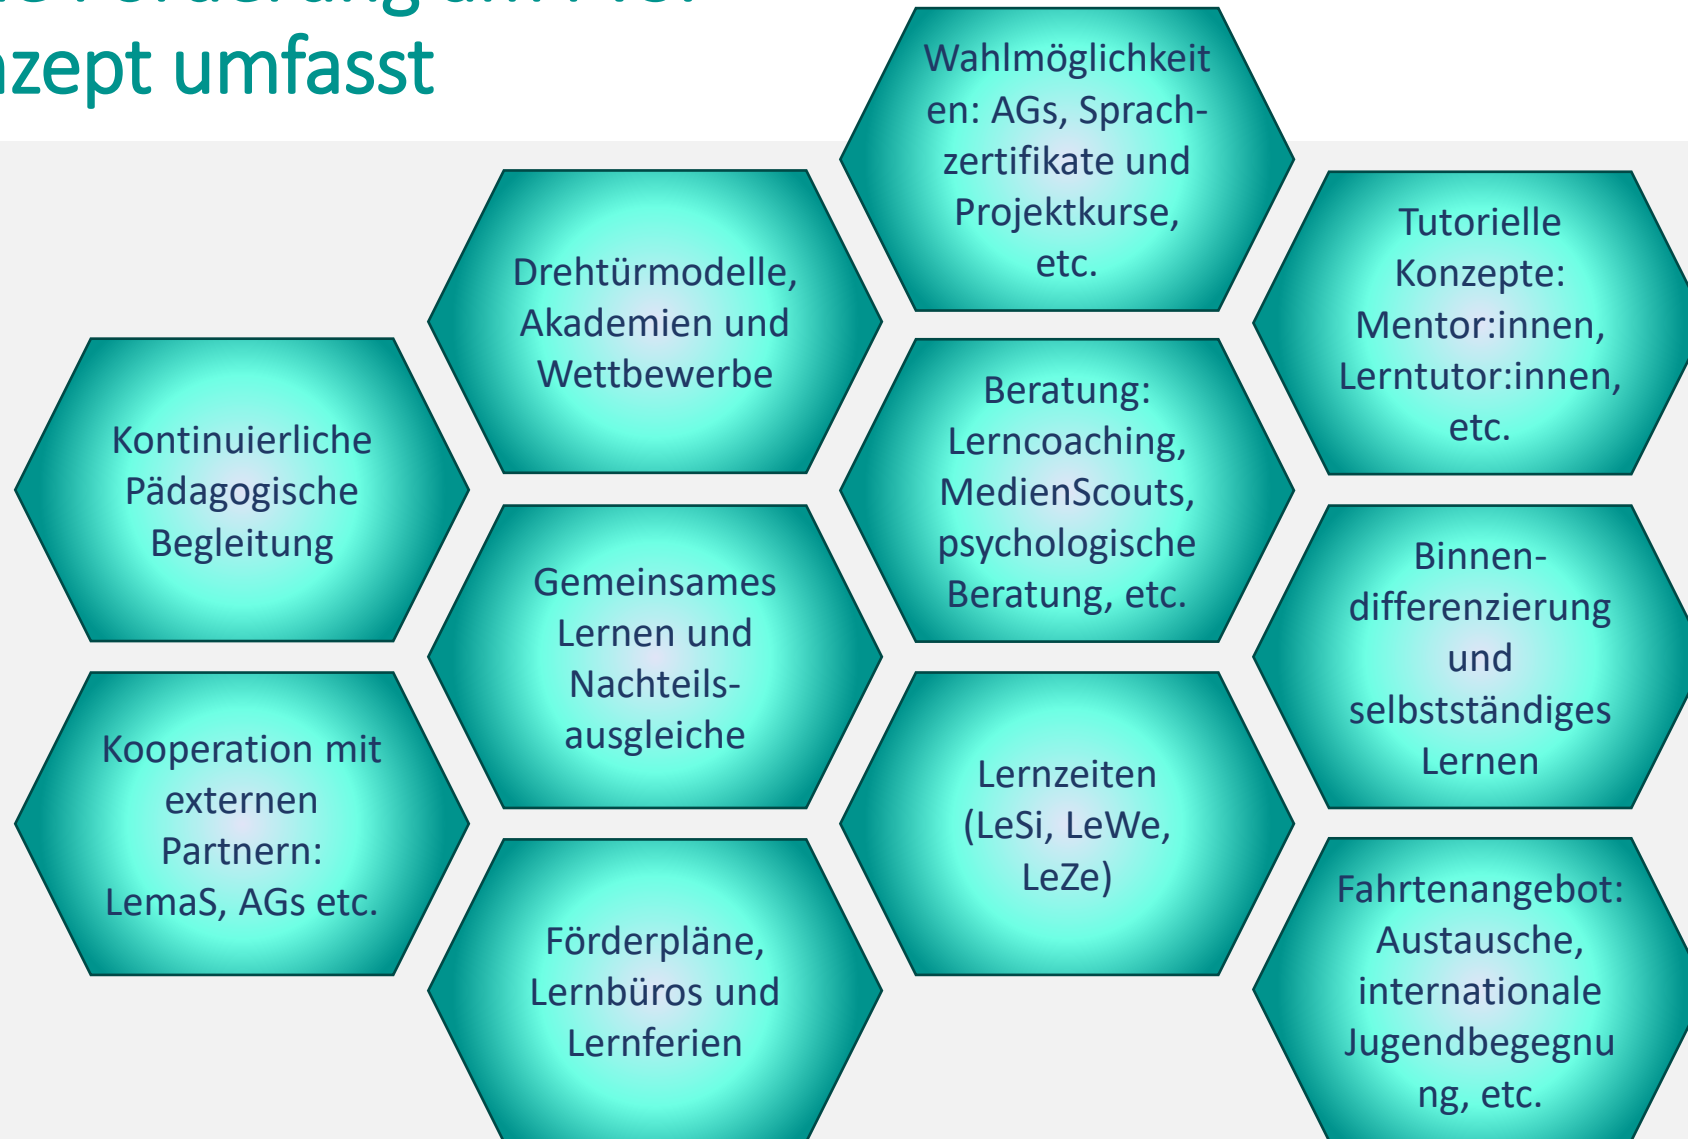 Förderung am
nzept umfasst
Wahlmöglichkeit
en: AGs, Sprach-
zertifikate und
Projektkurse,
etc.
Drehtürmodelle,
Akademien und
Wettbewerbe
Tutorielle
Konzepte:
Mentor:innen,
Lerntutor:innen,
etc.
Kontinuierliche
Pädagogische
Begleitung
Beratung:
Lerncoaching,
MedienScouts,
psychologische
Beratung, etc.
Gemeinsames
Lernen und
Nachteils-
ausgleiche
Binnen-
differenzierung
und
selbstständiges
Lernen
Kooperation mit
externen
Partnern:
LemaS, AGs etc.
Lernzeiten
(LeSi, LeWe,
LeZe)
Förderpläne,
Lernbüros und
Lernferien
Fahrtenangebot:
Austausche,
internationale
Jugendbegegnu
ng, etc.